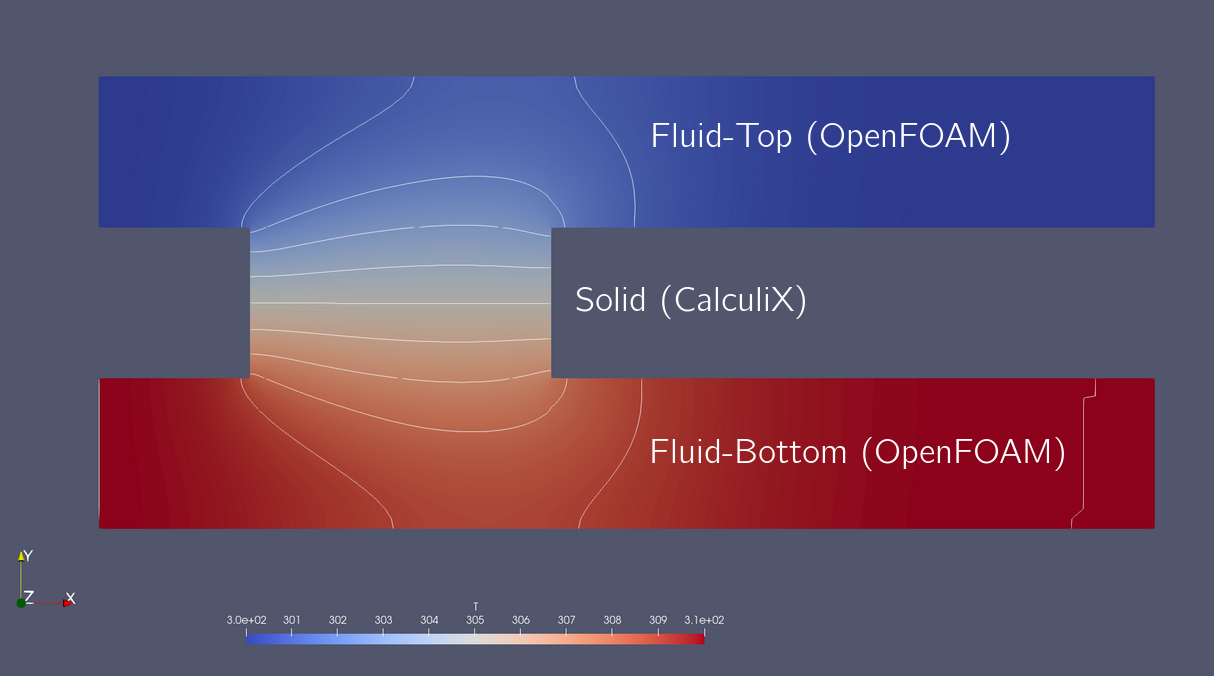 Fluid-Top (OpenFOAM)
Solid (CalculiX)
Fluid-Bottom (OpenFOAM)
Y
Z X
T
3.0e+02 301 302 303 304 305 306 307 308 309 3.1e+02